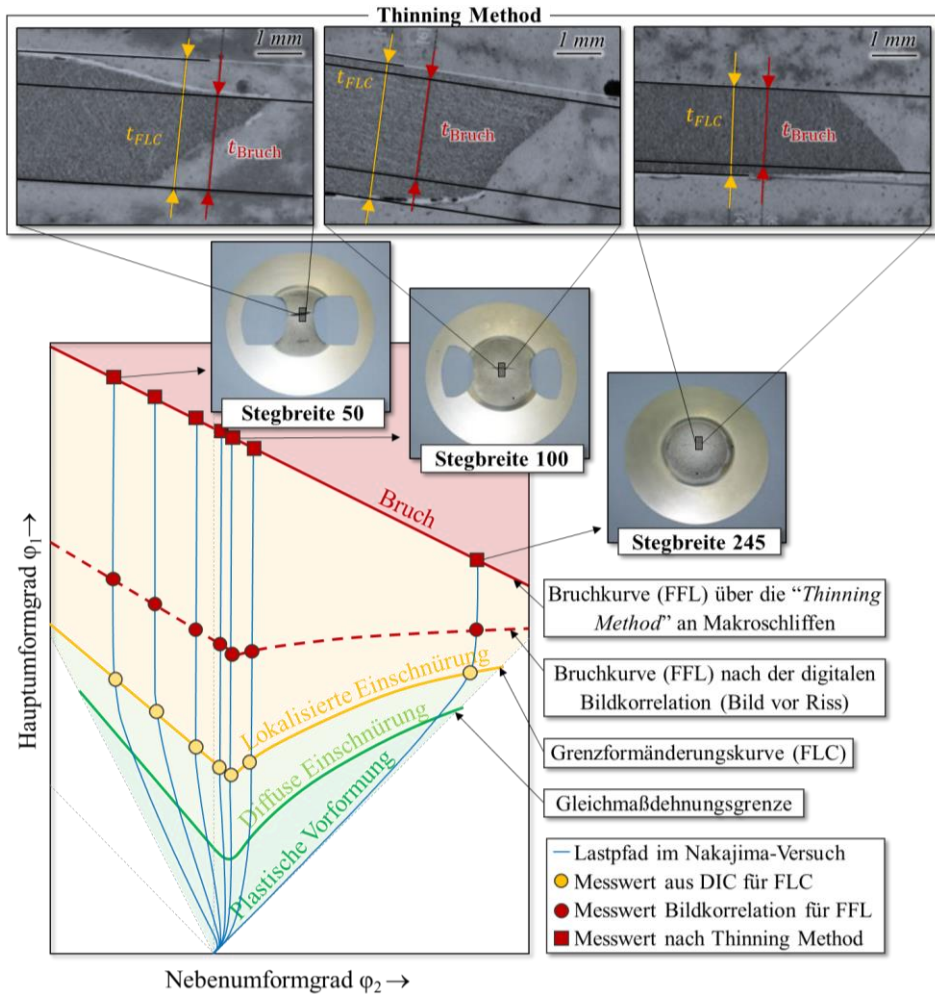 Thinning Method
1 mm
1 mm
1 mm
t_FLC
t_Bruch
t_FLC
t_Bruch
t_FLC
t_Bruch
Stegbreite 50
Stegbreite 100
Stegbreite 245
Bruch
Hauptumformgrad φ₁→
Bruchkurve (FFL) über die “Thinning
Method” an Makroschliffen
Bruchkurve (FFL) nach der digitalen
Bildkorrelation (Bild vor Riss)
Lokalisierte Einschnürung
Grenzformänderungskurve (FLC)
Diffuse Einschnürung
Gleichmaßdehnungsgrenze
Plastische Vorformung
Lastpfad im Nakajima-Versuch
Messwert aus DIC für FLC
Messwert Bildkorrelation für FFL
Messwert nach Thinning Method
Nebenumformgrad φ₂→